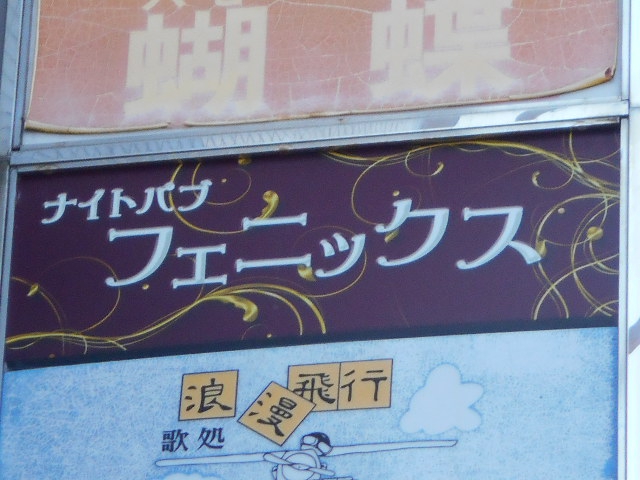 蝴蝶
ナイトパブ
フェニックス
浪漫飛行
歌処